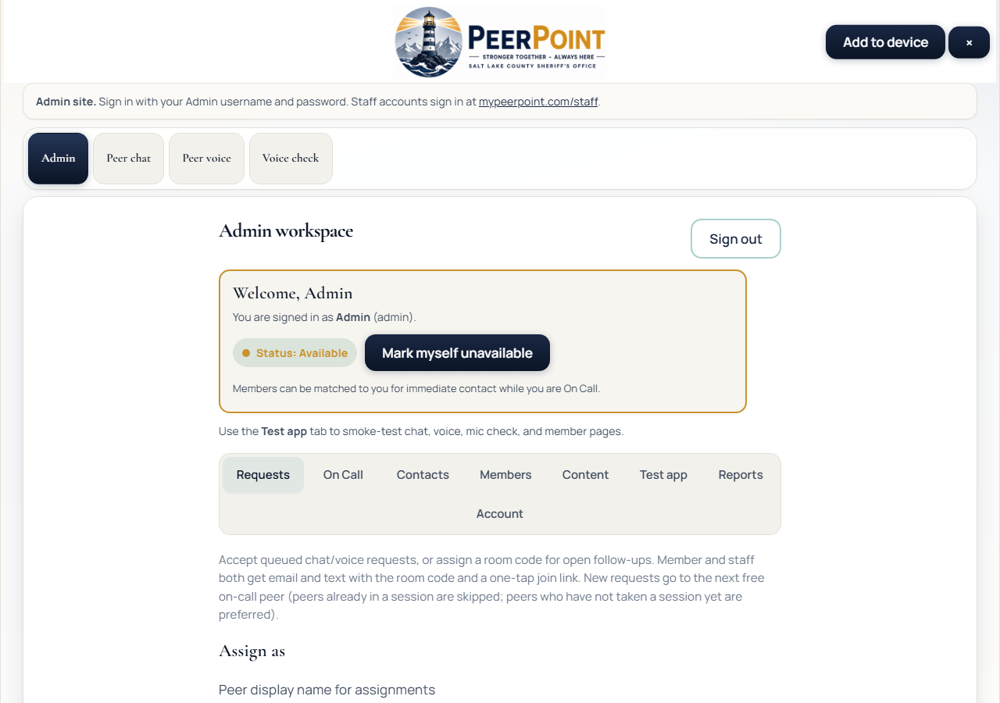 PEERPOINT
STRONGER TOGETHER – ALWAYS HERE
SALT LAKE COUNTY SHERIFF'S OFFICE
Add to device
×
Admin site. Sign in with your Admin username and password. Staff accounts sign in at mypeerpoint.com/staff.
Admin
Peer chat
Peer voice
Voice check
Admin workspace
Sign out
Welcome, Admin
You are signed in as Admin (admin).
Status: Available
Mark myself unavailable
Members can be matched to you for immediate contact while you are On Call.
Use the Test app tab to smoke-test chat, voice, mic check, and member pages.
Requests
On Call
Contacts
Members
Content
Test app
Reports
Account
Accept queued chat/voice requests, or assign a room code for open follow-ups. Member and staff
both get email and text with the room code and a one-tap join link. New requests go to the next free
on-call peer (peers already in a session are skipped; peers who have not taken a session yet are
preferred).
Assign as
Peer display name for assignments